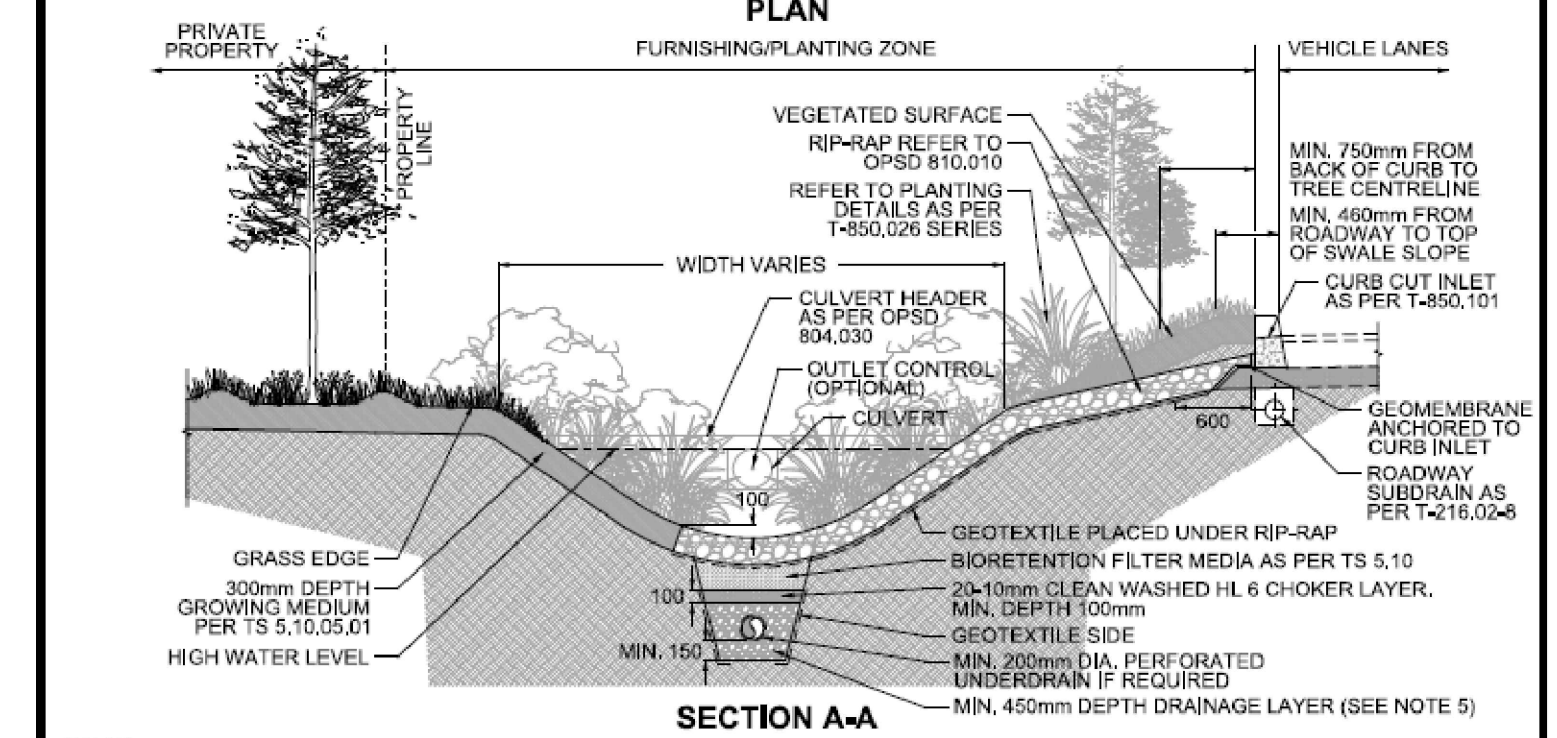 PLAN
PRIVATE
PROPERTY
FURNISHING/PLANTING ZONE
VEHICLE LANES
PROPERTY
LINE
VEGETATED SURFACE
RIP-RAP REFER TO
OPSD 810.010
REFER TO PLANTING
DETAILS AS PER
T-850.026 SERIES
MIN. 750mm FROM
BACK OF CURB TO
TREE CENTRELINE
MIN. 460mm FROM
ROADWAY TO TOP
OF SWALE SLOPE
CURB CUT INLET
AS PER T-850.101
WIDTH VARIES
CULVERT HEADER
AS PER OPSD
804.030
OUTLET CONTROL
(OPTIONAL)
CULVERT
600
GEOMEMBRANE
ANCHORED TO
CURB INLET
ROADWAY
SUBDRAIN AS
PER T-216.02-8
100
GRASS EDGE
300mm DEPTH
GROWING MEDIUM
PER TS 5.10.05.01
HIGH WATER LEVEL
100
MIN. 150
GEOTEXTILE PLACED UNDER RIP-RAP
BIORETENTION FILTER MEDIA AS PER TS 5.10
20-10mm CLEAN WASHED HL 6 CHOKER LAYER.
MIN. DEPTH 100mm
GEOTEXTILE SIDE
MIN. 200mm DIA. PERFORATED
UNDERDRAIN IF REQUIRED
MIN. 450mm DEPTH DRAINAGE LAYER (SEE NOTE 5)
SECTION A-A